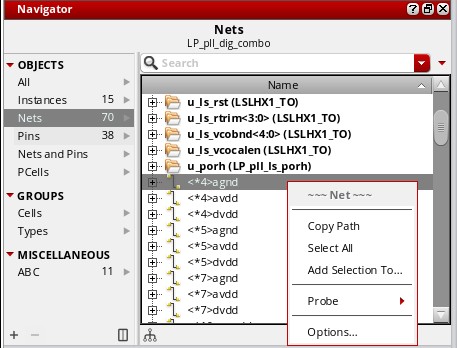 Navigator
Nets
LP_pll_dig_combo
OBJECTS
All
Instances 15
Nets 70
Pins 38
Nets and Pins
PCells
GROUPS
Cells
Types
MISCELLANEOUS
ABC 11
Search
Name
u_ls_rst (LSLHX1_TO)
u_ls_rtrim<3:0> (LSLHX1_TO)
u_ls_vcobnd<4:0> (LSLHX1_TO)
u_ls_vcocalen (LSLHX1_TO)
u_porh (LP_pll_ls_porh)
<*4>agnd
<*4>avdd
<*4>dvdd
<*5>agnd
<*5>avdd
<*5>dvdd
<*7>agnd
<*7>avdd
<*7>dvdd
~~~ Net ~~~
Copy Path
Select All
Add Selection To...
Probe
Options...